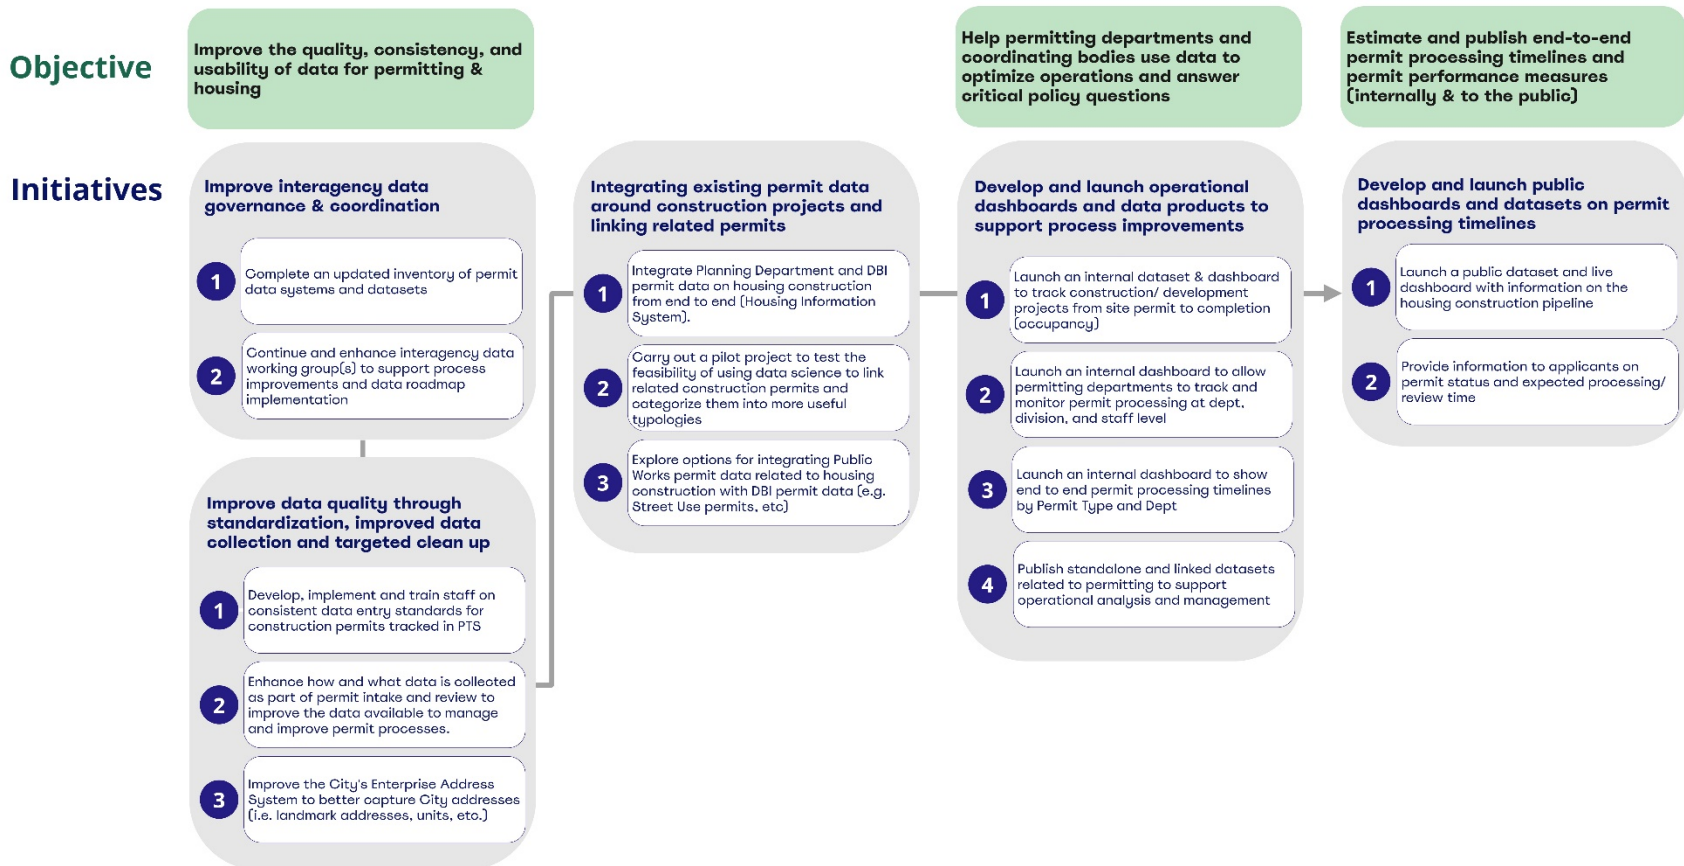 Objective
Improve the quality, consistency, and
usability of data for permitting &
housing
Help permitting departments and
coordinating bodies use data to
optimize operations and answer
critical policy questions
Estimate and publish end-to-end
permit processing timelines and
permit performance measures
(internally & to the public)
Initiatives
Improve interagency data
governance & coordination
1
Complete an updated inventory of permit
data systems and datasets
2
Continue and enhance interagency data
working group(s) to support process
improvements and data roadmap
implementation
Improve data quality through
standardization, improved data
collection and targeted clean up
1
Develop, implement and train staff on
consistent data entry standards for
construction permits tracked in PTS
2
Enhance how and what data is collected
as part of permit intake and review to
improve the data available to manage
and improve permit processes.
3
Improve the City's Enterprise Address
System to better capture City addresses
(i.e. landmark addresses, units, etc.)
Integrating existing permit data
around construction projects and
linking related permits
1
Integrate Planning Department and DBI
permit data on housing construction
from end to end (Housing Information
System).
2
Carry out a pilot project to test the
feasibility of using data science to link
related construction permits and
categorize them into more useful
typologies
3
Explore options for integrating Public
Works permit data related to housing
construction with DBI permit data (e.g.
Street Use permits, etc)
Develop and launch operational
dashboards and data products to
support process improvements
1
Launch an internal dataset & dashboard
to track construction/ development
projects from site permit to completion
(occupancy)
2
Launch an internal dashboard to allow
permitting departments to track and
monitor permit processing at dept,
division, and staff level
3
Launch an internal dashboard to show
end to end permit processing timelines
by Permit Type and Dept
4
Publish standalone and linked datasets
related to permitting to support
operational analysis and management
Develop and launch public
dashboards and datasets on permit
processing timelines
1
Launch a public dataset and live
dashboard with information on the
housing construction pipeline
2
Provide information to applicants on
permit status and expected processing/
review time